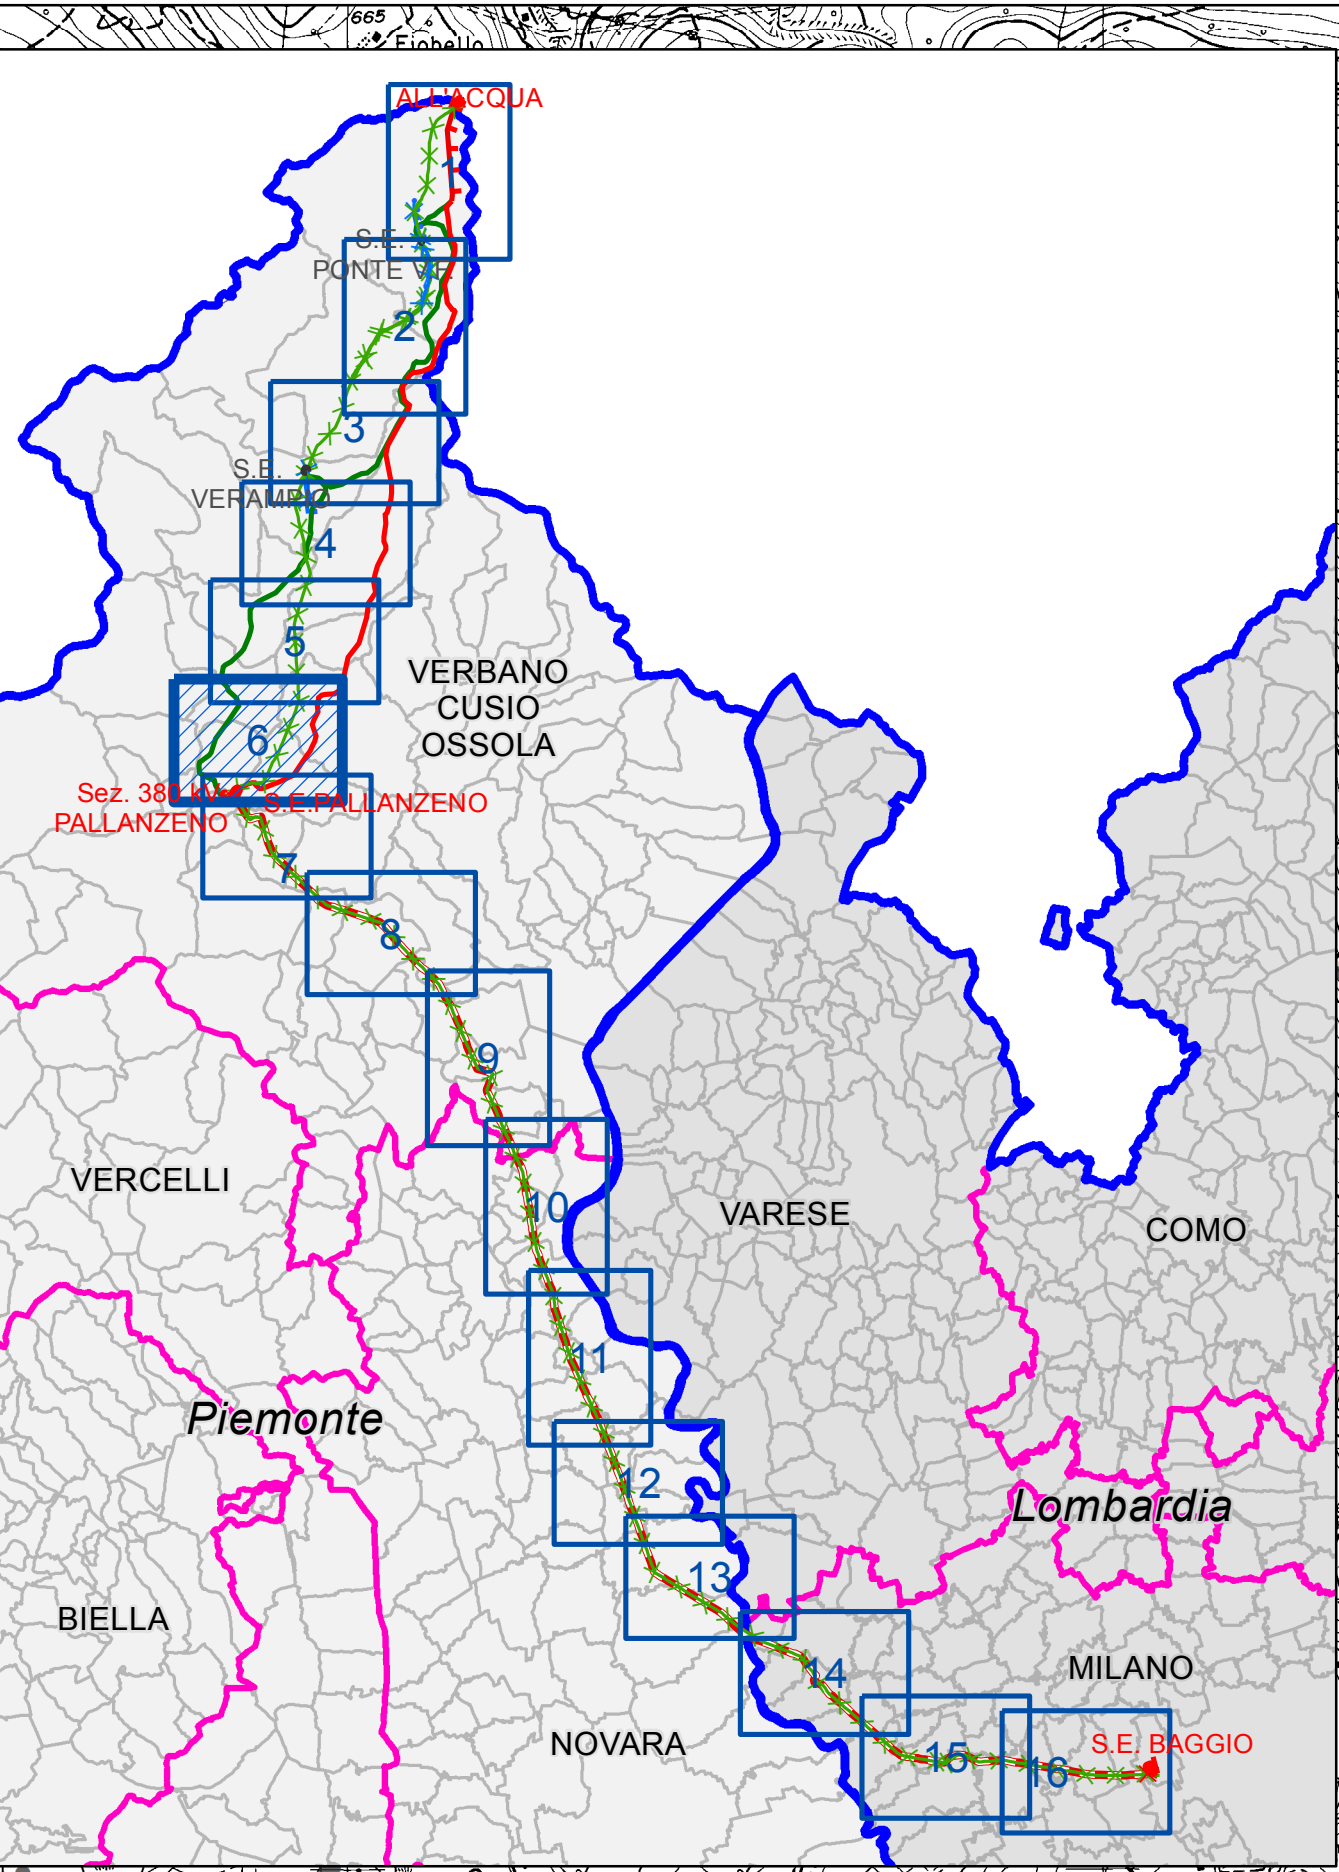 665
Fiobello
ALL'ACQUA
1
S.E.
PONTE V.F.
2
3
S.E.
VERAMPIO
4
5
VERBANO
CUSIO
OSSOLA
6
Sez. 380 kV
PALLANZENO
S.E.PALLANZENO
7
8
9
VERCELLI
10
VARESE
COMO
11
Piemonte
12
Lombardia
13
BIELLA
14
MILANO
NOVARA
15
16
S.E. BAGGIO